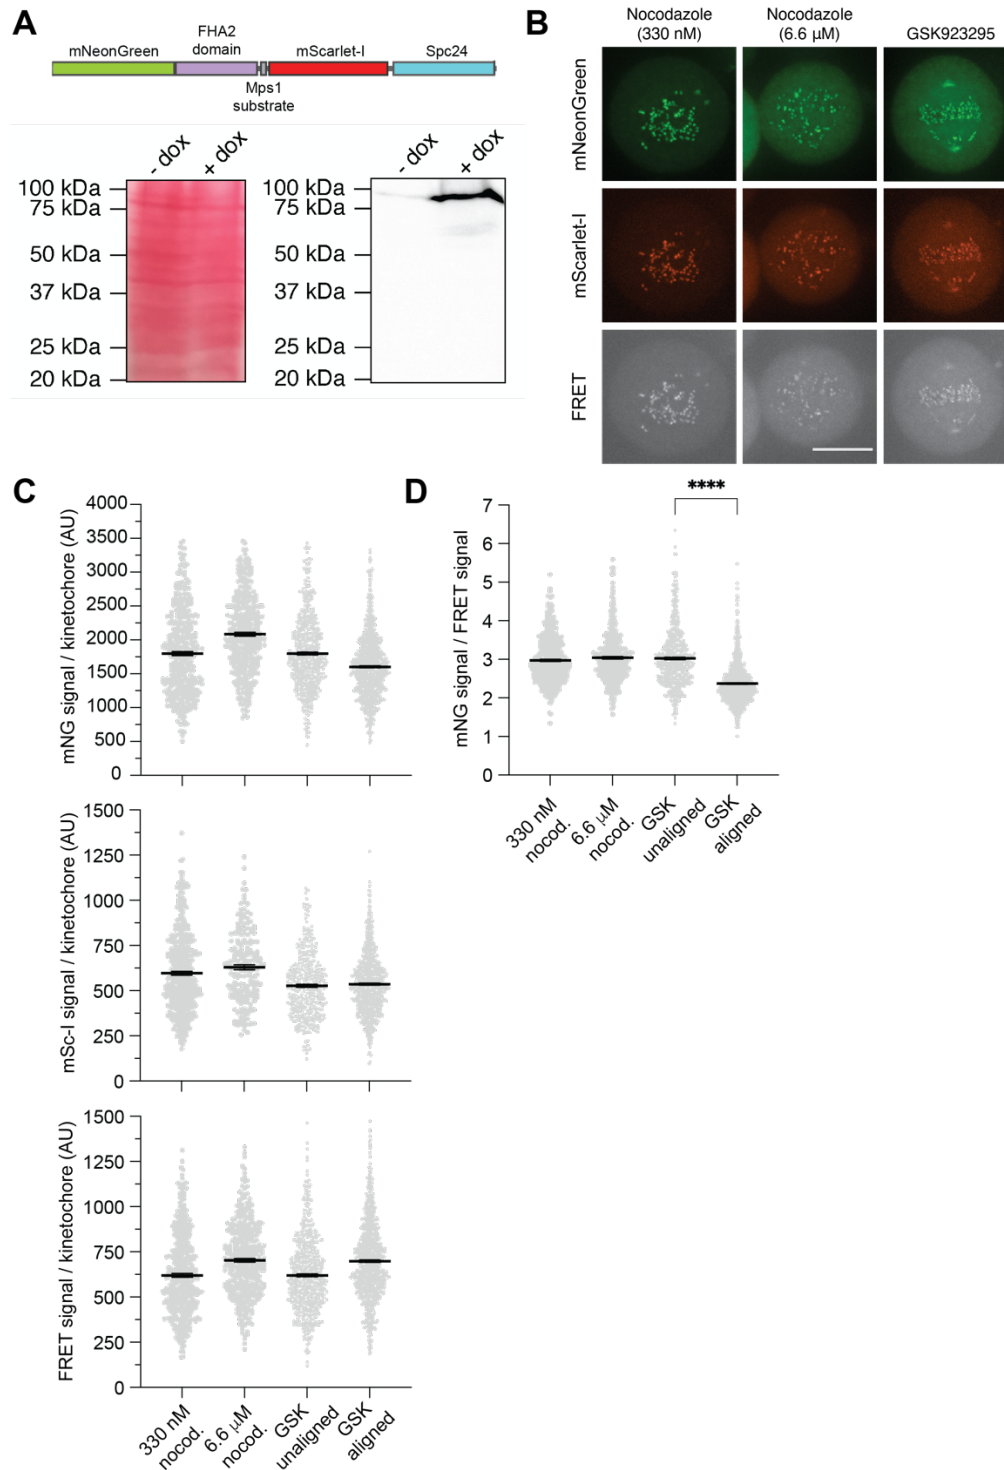 A
mNeonGreen
FHA2
domain
Mps1
substrate
mScarlet-I
Spc24
- dox
+ dox
100 kDa
75 kDa
50 kDa
37 kDa
25 kDa
20 kDa
- dox
+ dox
100 kDa
75 kDa
50 kDa
37 kDa
25 kDa
20 kDa
B
Nocodazole
(330 nM)
Nocodazole
(6.6 µM)
GSK923295
mNeonGreen
mScarlet-I
FRET
C
mNG signal / kinetochore (AU)
4000
3500
3000
2500
2000
1500
1000
500
0
mSc-I signal / kinetochore (AU)
1500
1250
1000
750
500
250
0
FRET signal / kinetochore (AU)
1500
1250
1000
750
500
250
0
330 nM
nocod.
6.6 µM
nocod.
GSK
unaligned
GSK
aligned
D
****
mNG signal / FRET signal
7
6
5
4
3
2
1
0
330 nM
nocod.
6.6 µM
nocod.
GSK
unaligned
GSK
aligned